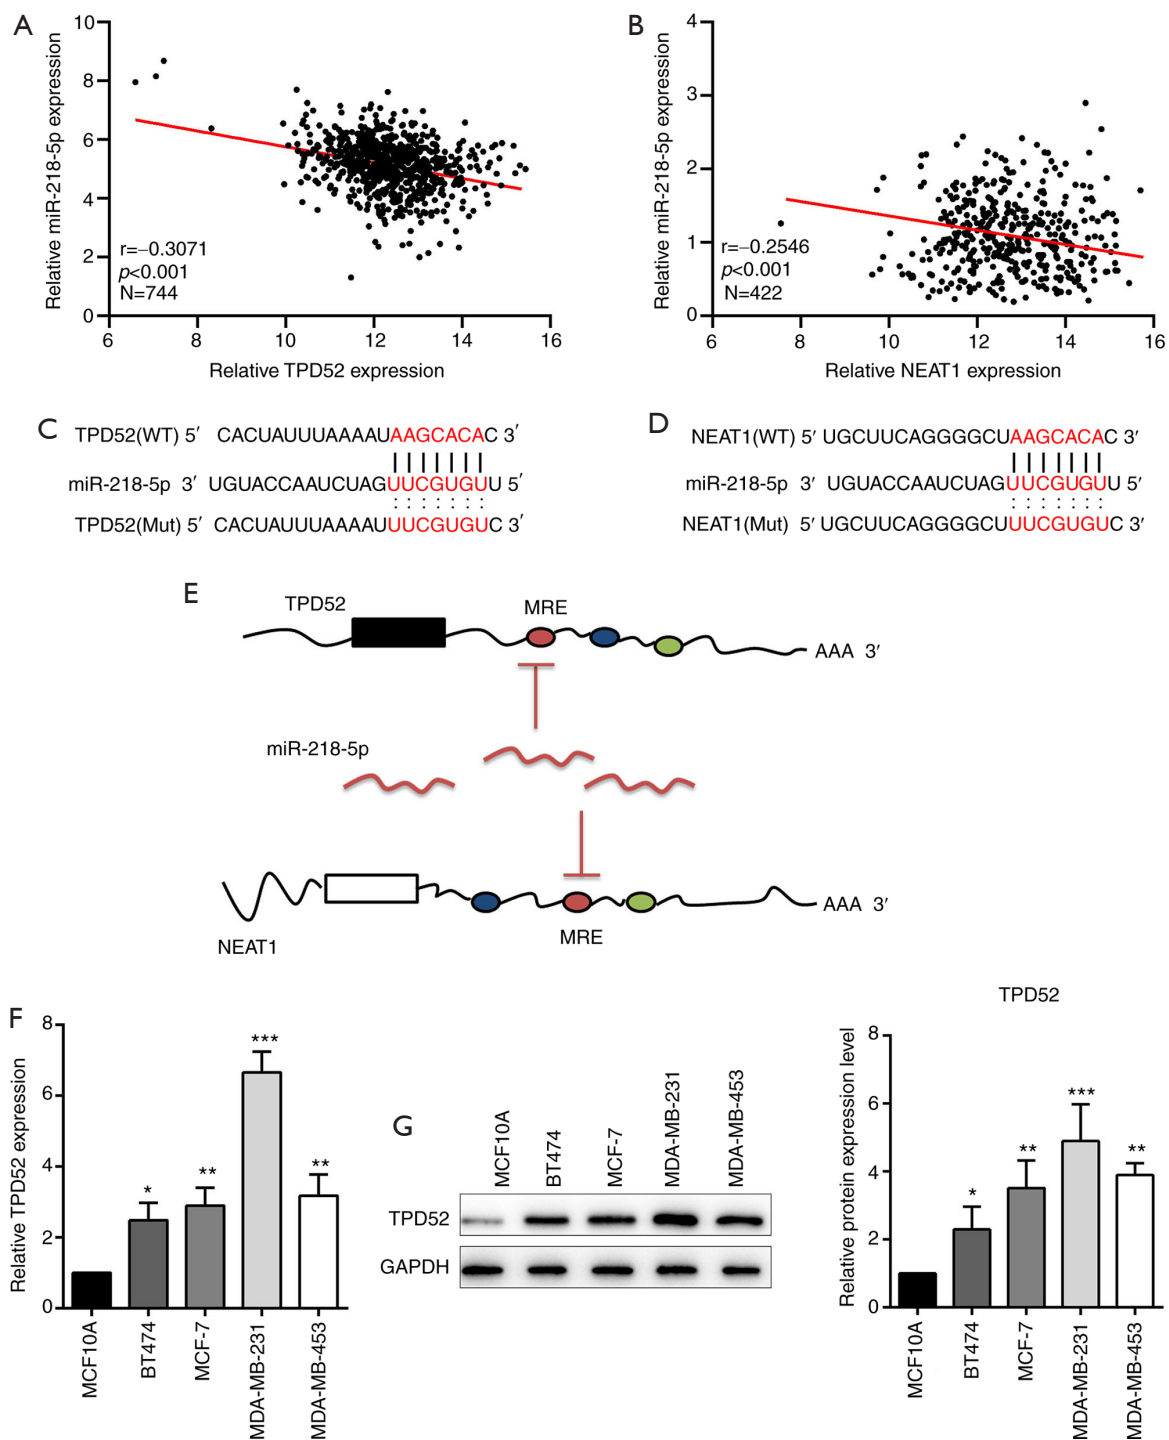 A
Relative miR-218-5p expression
10
8
6
4
2
0
r=−0.3071
p<0.001
N=744
6 8 10 12 14 16
Relative TPD52 expression
B
Relative miR-218-5p expression
4
3
2
1
0
r=−0.2546
p<0.001
N=422
6 8 10 12 14 16
Relative NEAT1 expression
C
TPD52(WT) 5′ CACUAUUUAAAAUAAGCACAC 3′
miR-218-5p 3′ UGUACCAAUCUAGUUCGUGUU 5′
TPD52(Mut) 5′ CACUAUUUAAAAUUUCGUGUC 3′
D
NEAT1(WT) 5′ UGCUUCAGGGGCUAAGCACAC 3′
miR-218-5p 3′ UGUACCAAUCUAGUUCGUGUU 5′
NEAT1(Mut) 5′ UGCUUCAGGGGCUUUCGUGUC 3′
E
TPD52
MRE
AAA 3′
miR-218-5p
AAA 3′
MRE
NEAT1
F
Relative TPD52 expression
8
6
4
2
0
*
**
***
**
MCF10A
BT474
MCF-7
MDA-MB-231
MDA-MB-453
G
MCF10A
BT474
MCF-7
MDA-MB-231
MDA-MB-453
TPD52
GAPDH
TPD52
Relative protein expression level
8
6
4
2
0
*
**
***
**
MCF10A
BT474
MCF-7
MDA-MB-231
MDA-MB-453